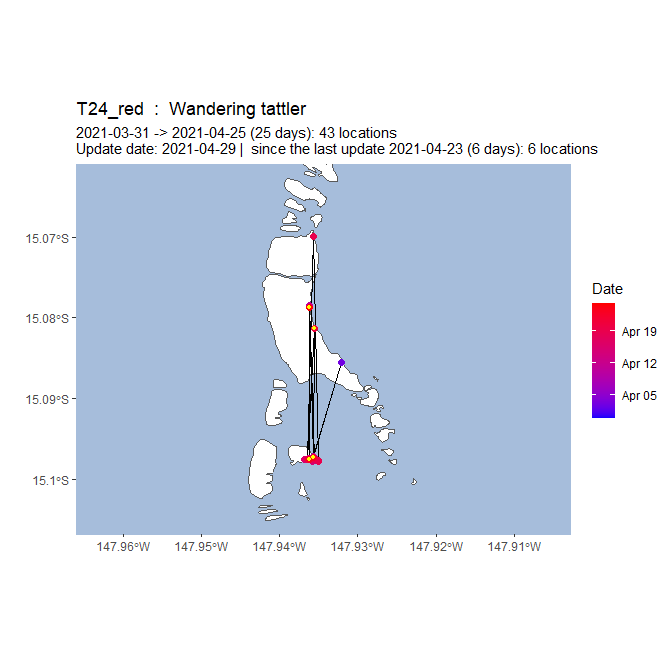 T24_red : Wandering tattler
2021-03-31 -> 2021-04-25 (25 days): 43 locations
Update date: 2021-04-29 | since the last update 2021-04-23 (6 days): 6 locations
15.07°S
15.08°S
15.09°S
15.1°S
147.96°W 147.95°W 147.94°W 147.93°W 147.92°W 147.91°W
Date
Apr 19
Apr 12
Apr 05